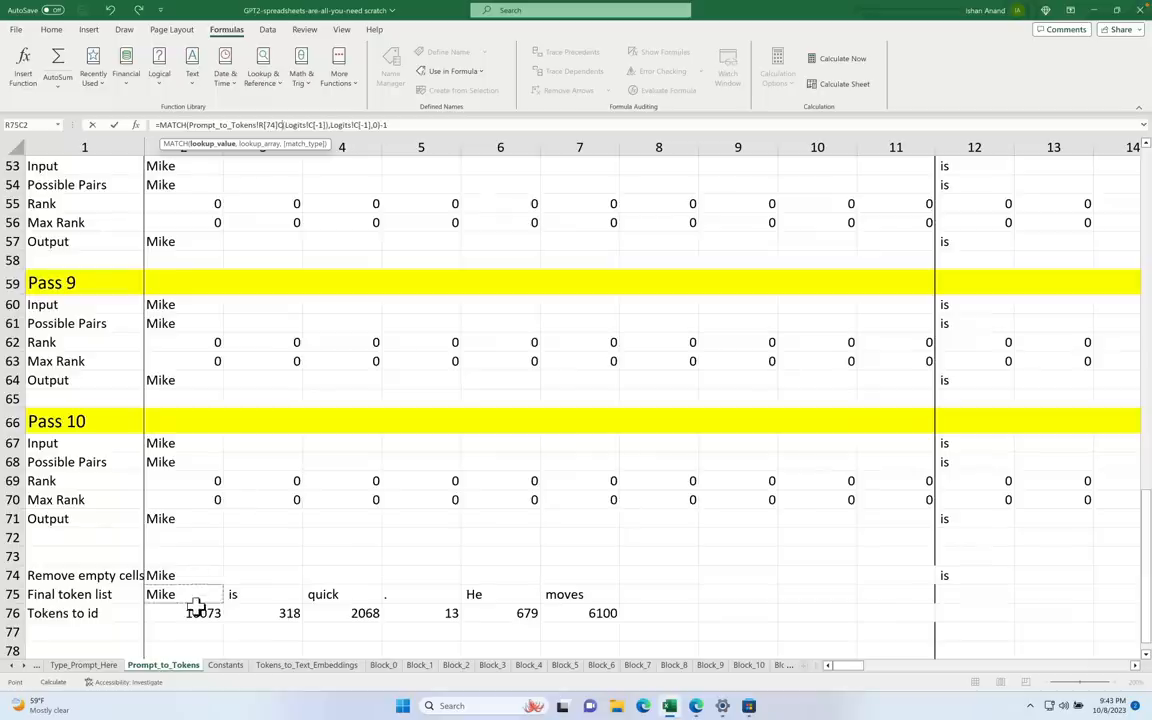 AutoSave Off GPT2-spreadsheets-are-all-you-need scratch Search Ishan Anand IA
File Home Insert Draw Page Layout Formulas Data Review View Help Comments Share
Insert Function AutoSum Recently Used Financial Logical Text Date & Time Lookup & Reference Math & Trig More Functions
Name Manager Define Name Use in Formula Create from Selection
Trace Precedents Trace Dependents Remove Arrows Show Formulas Error Checking Evaluate Formula Watch Window
Calculation Options Calculate Now Calculate Sheet
Function Library Defined Names Formula Auditing Calculation
R75C2 fx =MATCH(Prompt_to_Tokens!R[74]C(Logits!C[-1]),Logits!C[-1],0)-1
MATCH(lookup_value, lookup_array, [match_type])
1 3 4 5 6 7 8 9 10 11 12 13 14
53 Input Mike is
54 Possible Pairs Mike is
55 Rank 0 0 0 0 0 0 0 0 0 0 0 0
56 Max Rank 0 0 0 0 0 0 0 0 0 0 0 0
57 Output Mike is
58
59 Pass 9
60 Input Mike is
61 Possible Pairs Mike is
62 Rank 0 0 0 0 0 0 0 0 0 0 0 0
63 Max Rank 0 0 0 0 0 0 0 0 0 0 0 0
64 Output Mike is
65
66 Pass 10
67 Input Mike is
68 Possible Pairs Mike is
69 Rank 0 0 0 0 0 0 0 0 0 0 0 0
70 Max Rank 0 0 0 0 0 0 0 0 0 0 0 0
71 Output Mike is
72
73
74 Remove empty cells Mike is
75 Final token list Mike is quick . He moves
76 Tokens to id 318 2068 13 679 6100
77
78
... Type_Prompt_Here Prompt_to_Tokens Constants Tokens_to_Text_Embeddings Block_0 Block_1 Block_2 Block_3 Block_4 Block_5 Block_6 Block_7 Block_8 Block_9 Block_10 Blc ...
Point Calculate Accessibility: Investigate 200%
59°F Mostly clear Search 9:43 PM 10/8/2023